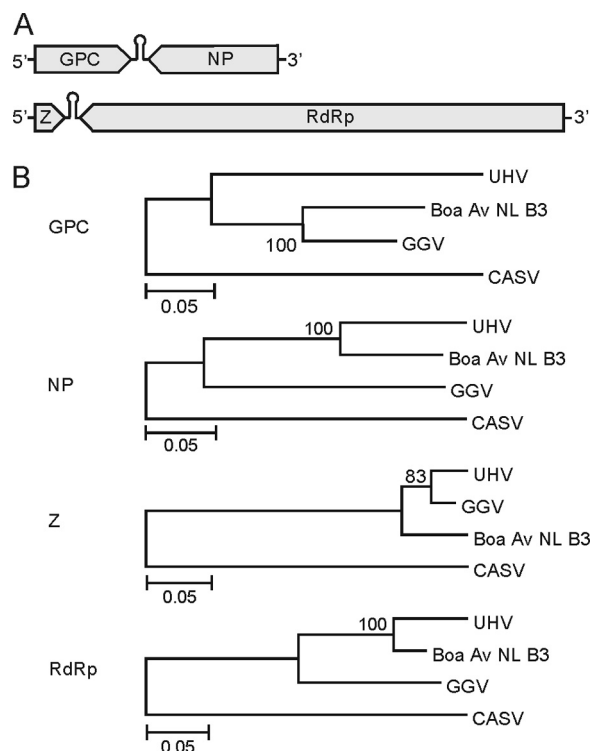 A
5’ GPC NP 3’
5’ Z RdRp 3’
B
GPC
UHV
Boa Av NL B3
100
GGV
CASV
0.05
NP
100
UHV
Boa Av NL B3
GGV
CASV
0.05
Z
83
UHV
GGV
Boa Av NL B3
CASV
0.05
RdRp
100
UHV
Boa Av NL B3
GGV
CASV
0.05